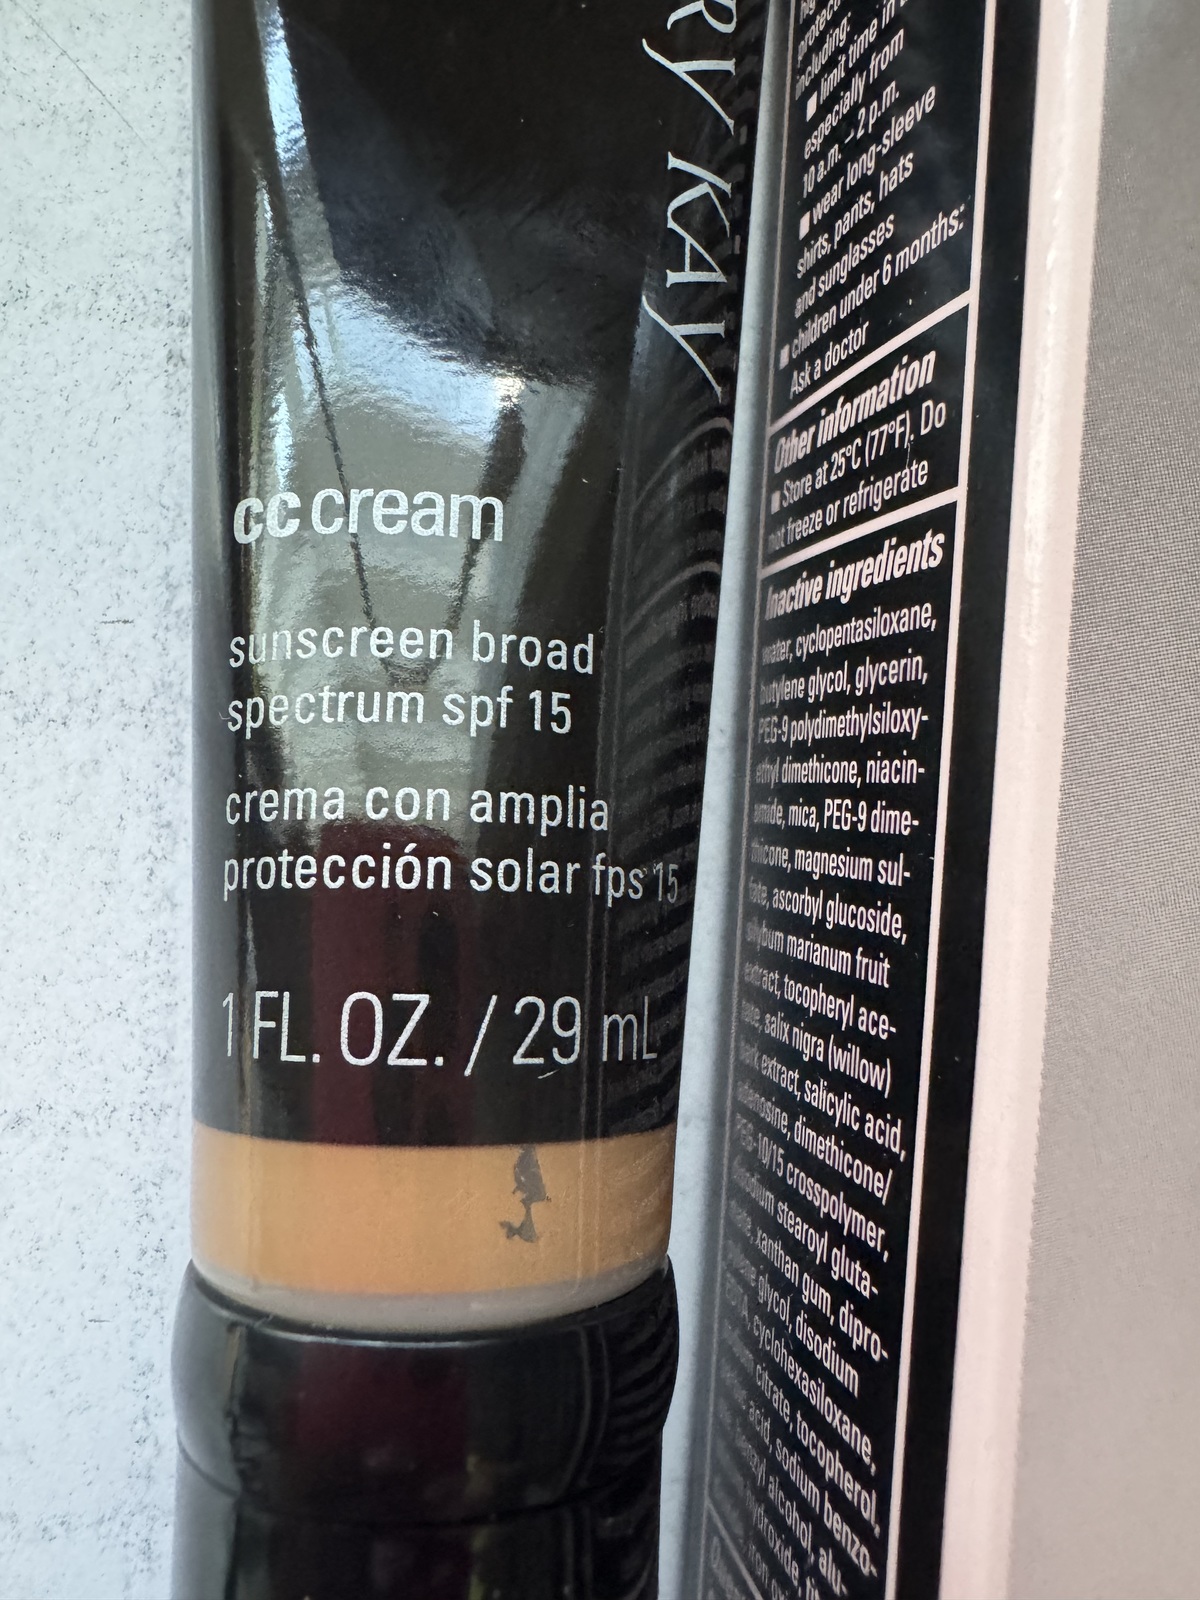 RY KAY
cc cream
sunscreen broad
spectrum spf 15
crema con amplia
protección solar fps 15
1 FL. OZ. / 29 mL
including:
■ limit time in
especially from
10 a.m. – 2 p.m.
■ wear long-sleeve
shirts, pants, hats
and sunglasses
■ children under 6 months:
Ask a doctor
Other information
■ Store at 25°C (77°F). Do
not freeze or refrigerate
Inactive ingredients
water, cyclopentasiloxane,
butylene glycol, glycerin,
PEG-9 polydimethylsiloxy-
ethyl dimethicone, niacin-
amide, mica, PEG-9 dime-
thicone, magnesium sul-
fate, ascorbyl glucoside,
silybum marianum fruit
extract, tocopheryl ace-
tate, salix nigra (willow)
bark extract, salicylic acid,
adenosine, dimethicone/
PEG-10/15 crosspolymer,
disodium stearoyl gluta-
mate, xanthan gum, dipro-
pylene glycol, disodium
EDTA, cyclohexasiloxane,
sodium citrate, tocopherol,
acid, sodium benzo-
benzyl alcohol, alu-
hydroxide,
iron